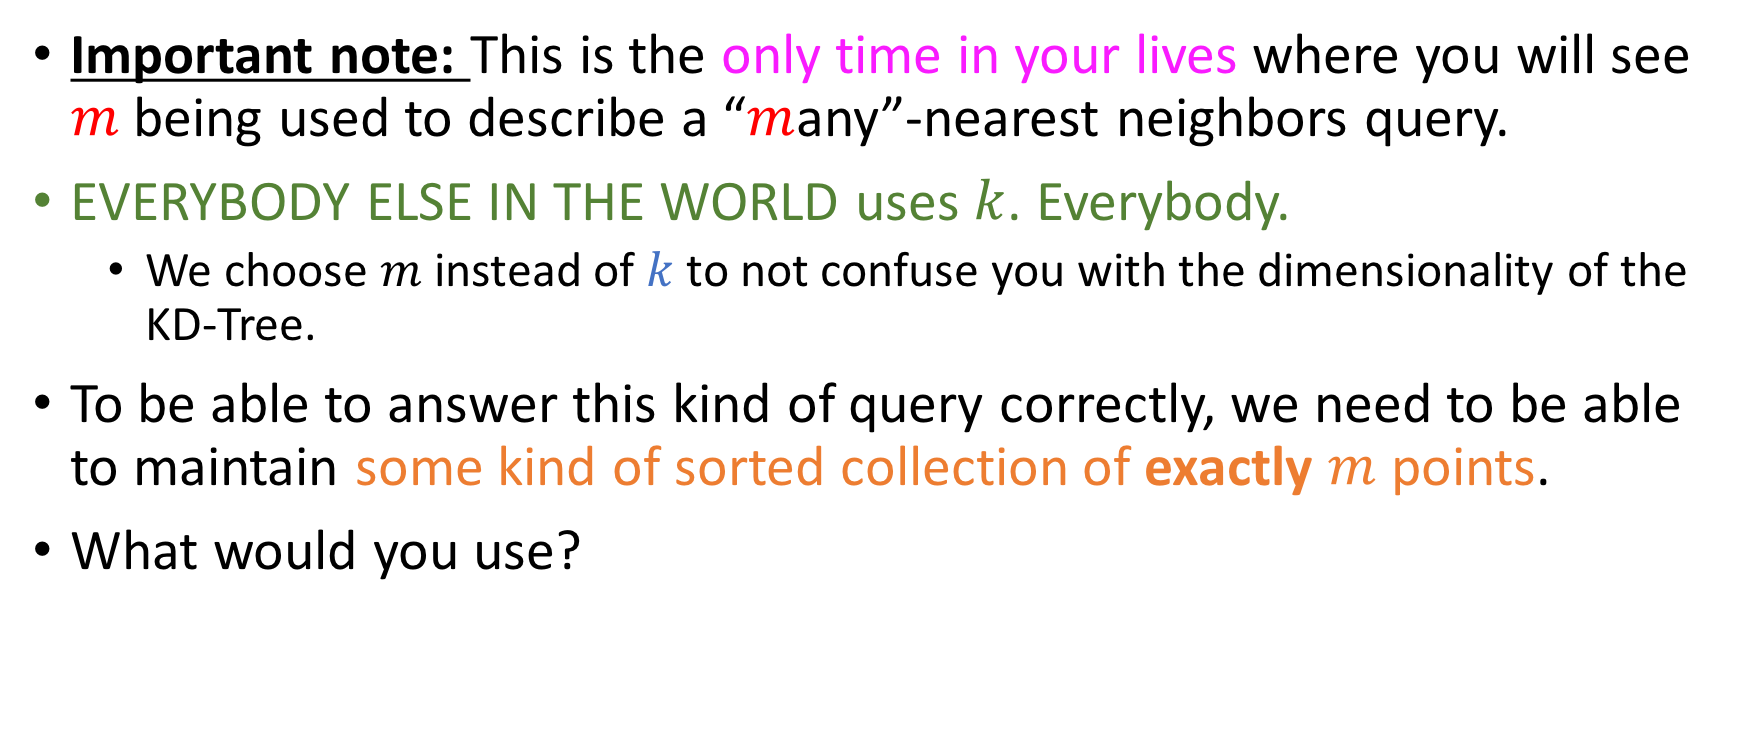 • Important note: This is the only time in your lives where you will see
m being used to describe a “many”-nearest neighbors query.
• EVERYBODY ELSE IN THE WORLD uses k. Everybody.
• We choose m instead of k to not confuse you with the dimensionality of the
KD-Tree.
• To be able to answer this kind of query correctly, we need to be able
to maintain some kind of sorted collection of exactly m points.
• What would you use?